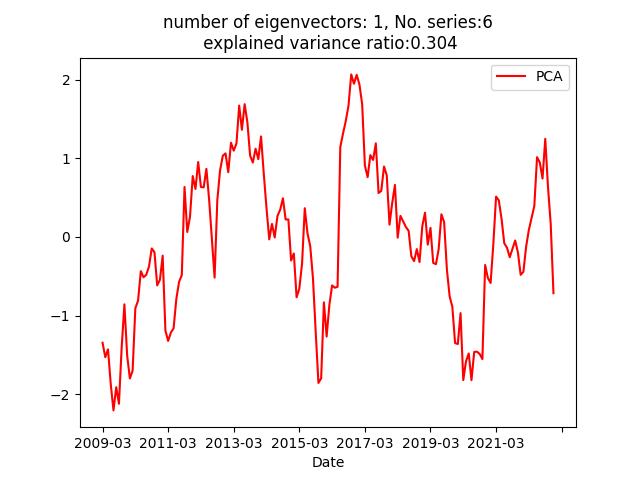 number of eigenvectors: 1, No. series:6
explained variance ratio:0.304
PCA
2
1
0
−1
−2
2009-03 2011-03 2013-03 2015-03 2017-03 2019-03 2021-03
Date